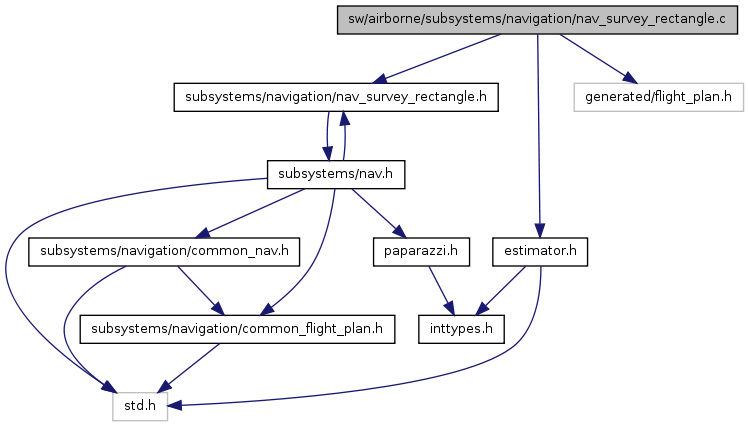 sw/airborne/subsystems/navigation/nav_survey_rectangle.c
subsystems/navigation/nav_survey_rectangle.h
generated/flight_plan.h
subsystems/nav.h
subsystems/navigation/common_nav.h
paparazzi.h
estimator.h
subsystems/navigation/common_flight_plan.h
inttypes.h
std.h